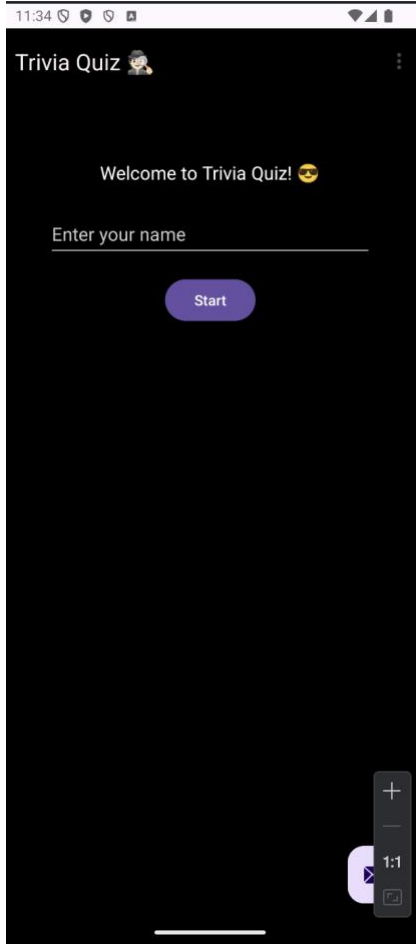 11:34
Trivia Quiz 🕵🏻
Welcome to Trivia Quiz! 😎
Enter your name
Start
1:1